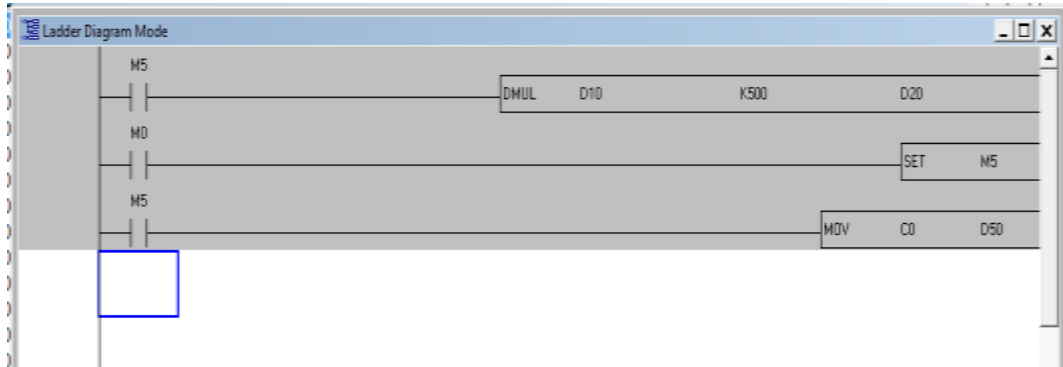 Ladder Diagram Mode
M5
DMUL D10 K500 D20
M0
SET M5
M5
MOV C0 D50